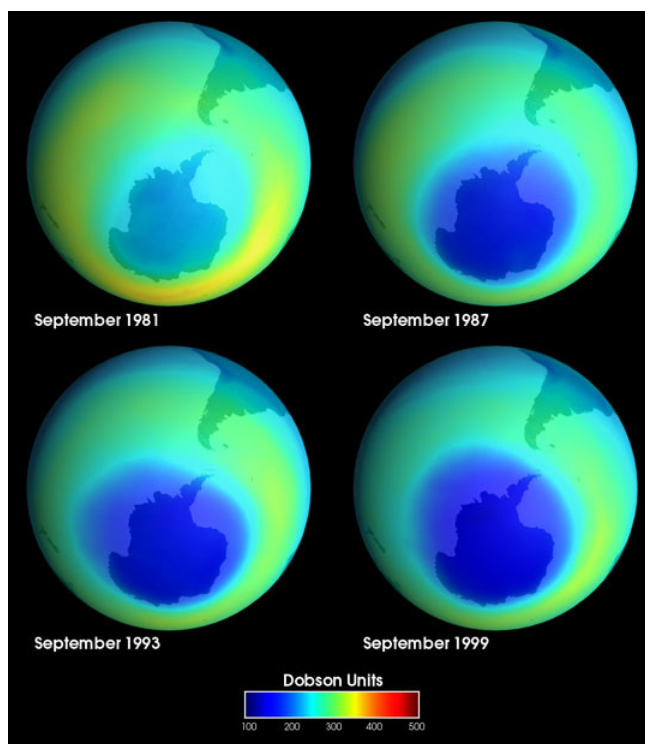 September 1981
September 1987
September 1993
September 1999
Dobson Units
100 200 300 400 500